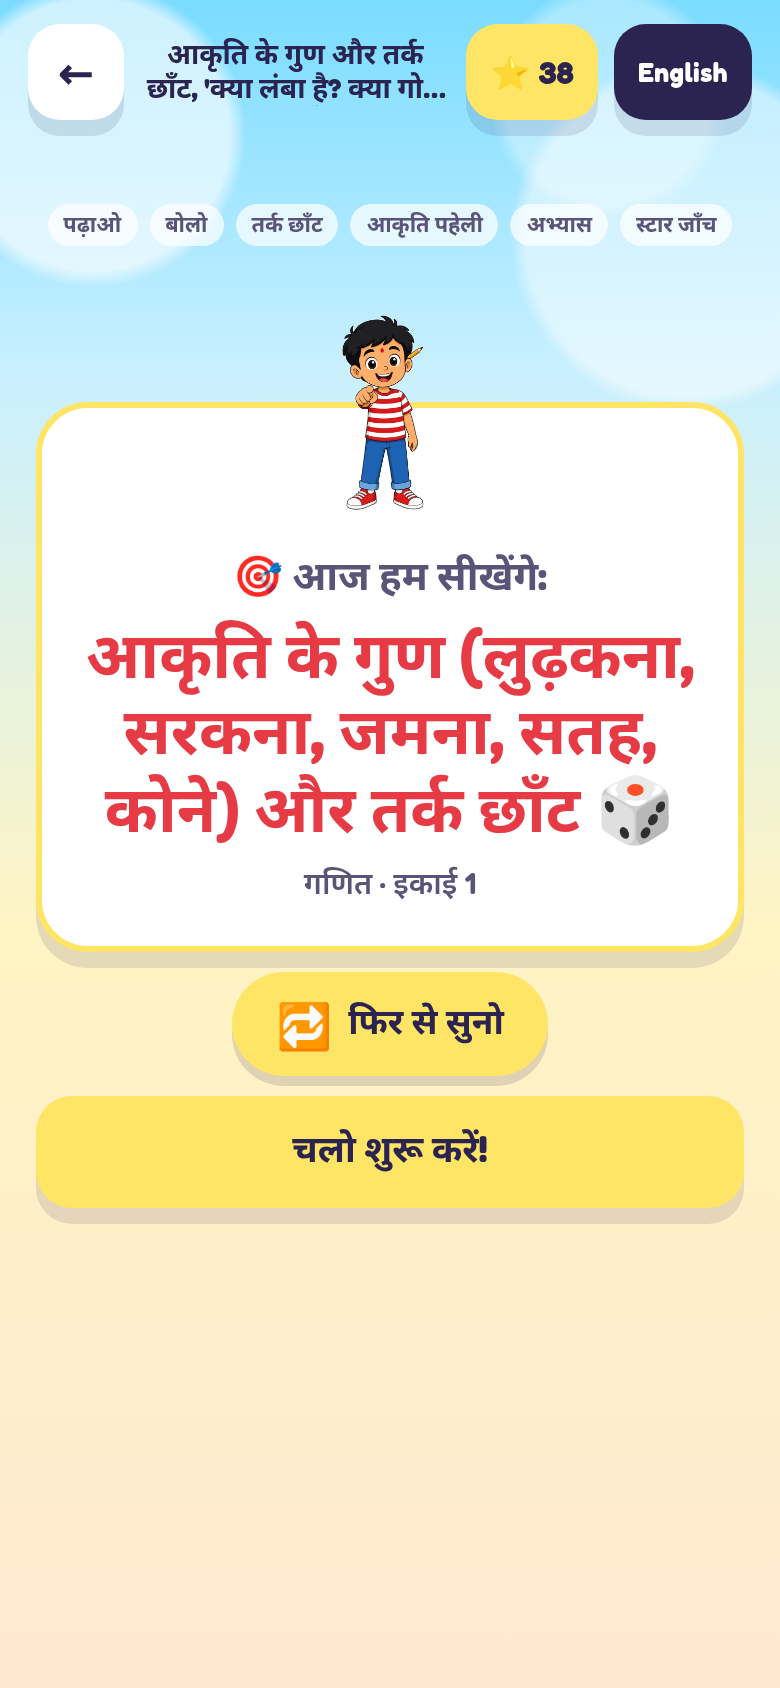 ←
आकृति के गुण और तर्क
छाँट, 'क्या लंबा है? क्या गो...
38
English
पढ़ाओ
बोलो
तर्क छाँट
आकृति पहेली
अभ्यास
स्टार जाँच
आज हम सीखेंगे:
आकृति के गुण (लुढ़कना,
सरकना, जमना, सतह,
कोने) और तर्क छाँट
गणित · इकाई 1
फिर से सुनो
चलो शुरू करें!